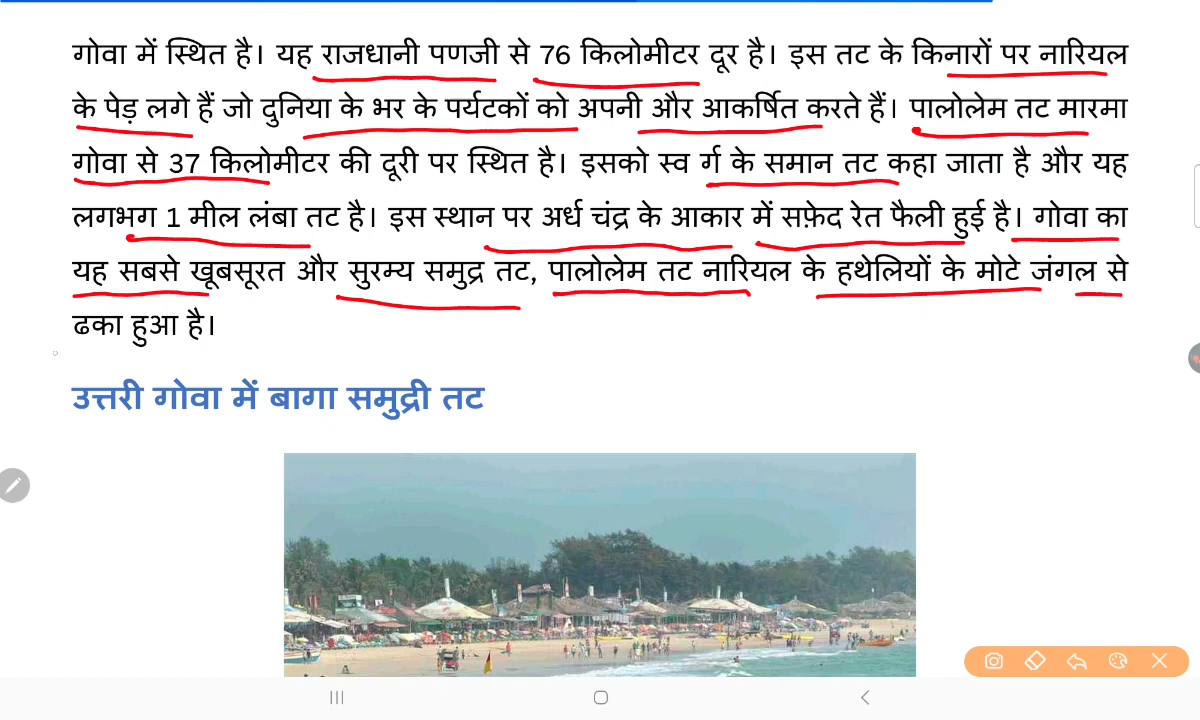 गोवा में स्थित है। यह राजधानी पणजी से 76 किलोमीटर दूर है। इस तट के किनारों पर नारियल
के पेड़ लगे हैं जो दुनिया के भर के पर्यटकों को अपनी और आकर्षित करते हैं। पालोलेम तट मारमा
गोवा से 37 किलोमीटर की दूरी पर स्थित है। इसको स्व र्ग के समान तट कहा जाता है और यह
लगभग 1 मील लंबा तट है। इस स्थान पर अर्ध चंद्र के आकार में सफ़ेद रेत फैली हुई है। गोवा का
यह सबसे खूबसूरत और सुरम्य समुद्र तट, पालोलेम तट नारियल के हथेलियों के मोटे जंगल से
ढका हुआ है।
उत्तरी गोवा में बागा समुद्री तट